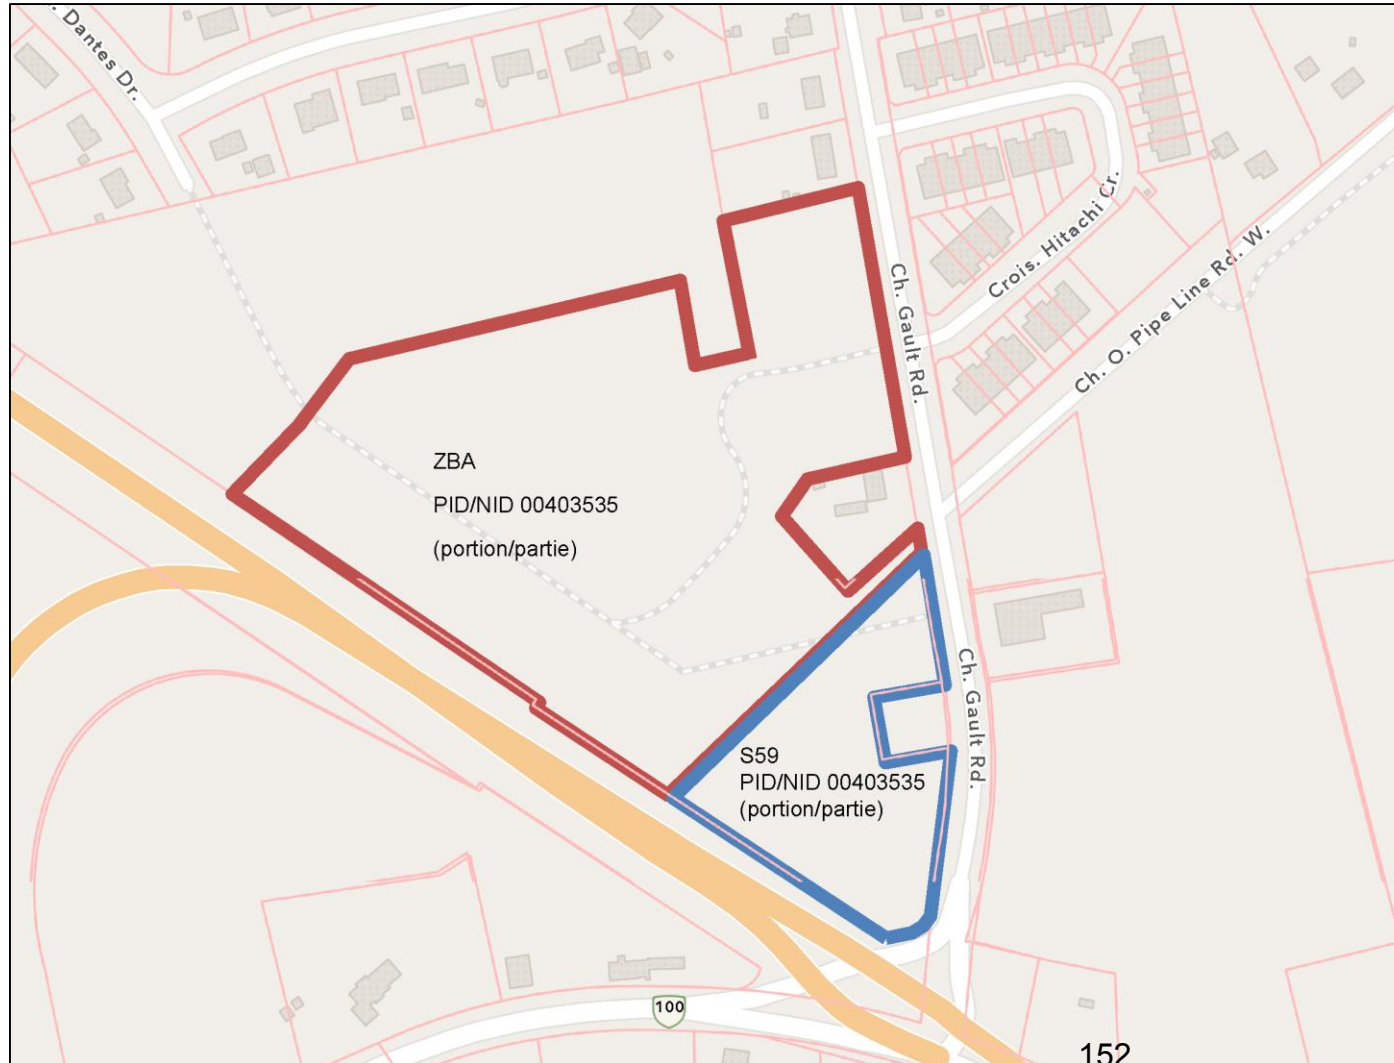 . Dantes Dr.
Ch. Gault Rd.
Crois. Hitachi Cr.
Ch. O. Pipe Line Rd. W.
ZBA
PID/NID 00403535
(portion/partie)
Ch. Gault Rd.
S59
PID/NID 00403535
(portion/partie)
100
152